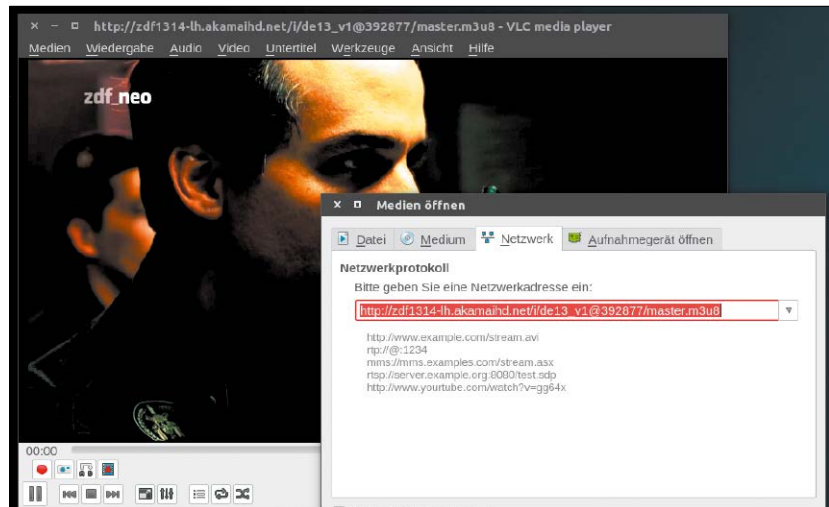 http://zdf1314-lh.akamaihd.net/i/de13_v1@392877/master.m3u8 - VLC media player
Medien Wiedergabe Audio Video Untertitel Werkzeuge Ansicht Hilfe
zdf_neo
Medien öffnen
Datei Medium Netzwerk Aufnahmegerät öffnen
Netzwerkprotokoll
Bitte geben Sie eine Netzwerkadresse ein:
http://zdf1314-lh.akamaihd.net/i/de13_v1@392877/master.m3u8
http://www.example.com/stream.avi
rtp://@:1234
mms://mms.examples.com/stream.asx
rtsp://server.example.org:8080/test.sdp
http://www.yourtube.com/watch?v=gg64x
00:00